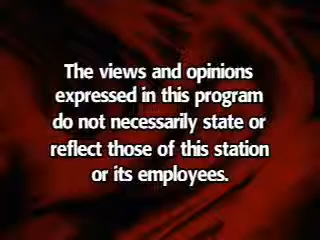 The views and opinions
expressed in this program
do not necessarily state or
reflect those of this station
or its employees.